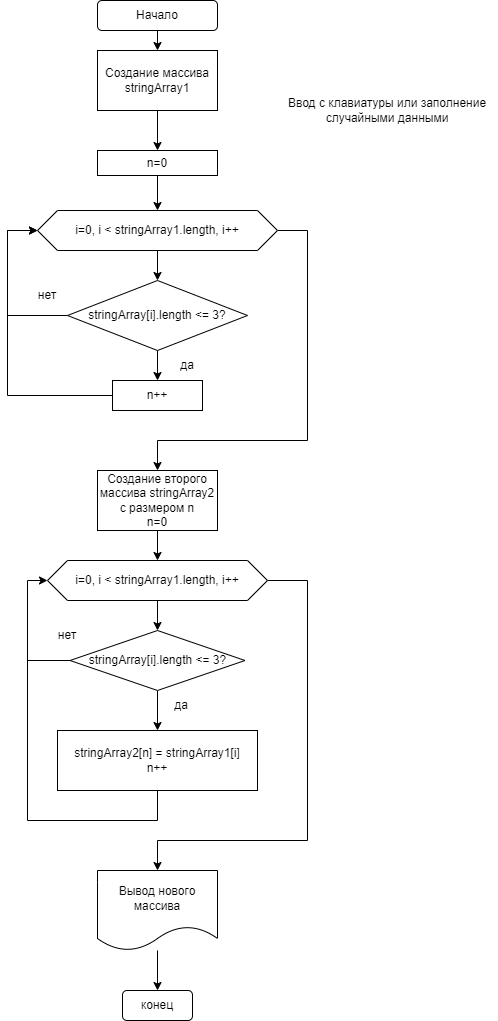 Начало
Создание массива
stringArray1
Ввод с клавиатуры или заполнение
случайными данными
n=0
i=0, i < stringArray1.length, i++
нет
stringArray[i].length <= 3?
да
n++
Создание второго
массива stringArray2
с размером n
n=0
i=0, i < stringArray1.length, i++
нет
stringArray[i].length <= 3?
да
stringArray2[n] = stringArray1[i]
n++
Вывод нового
массива
конец